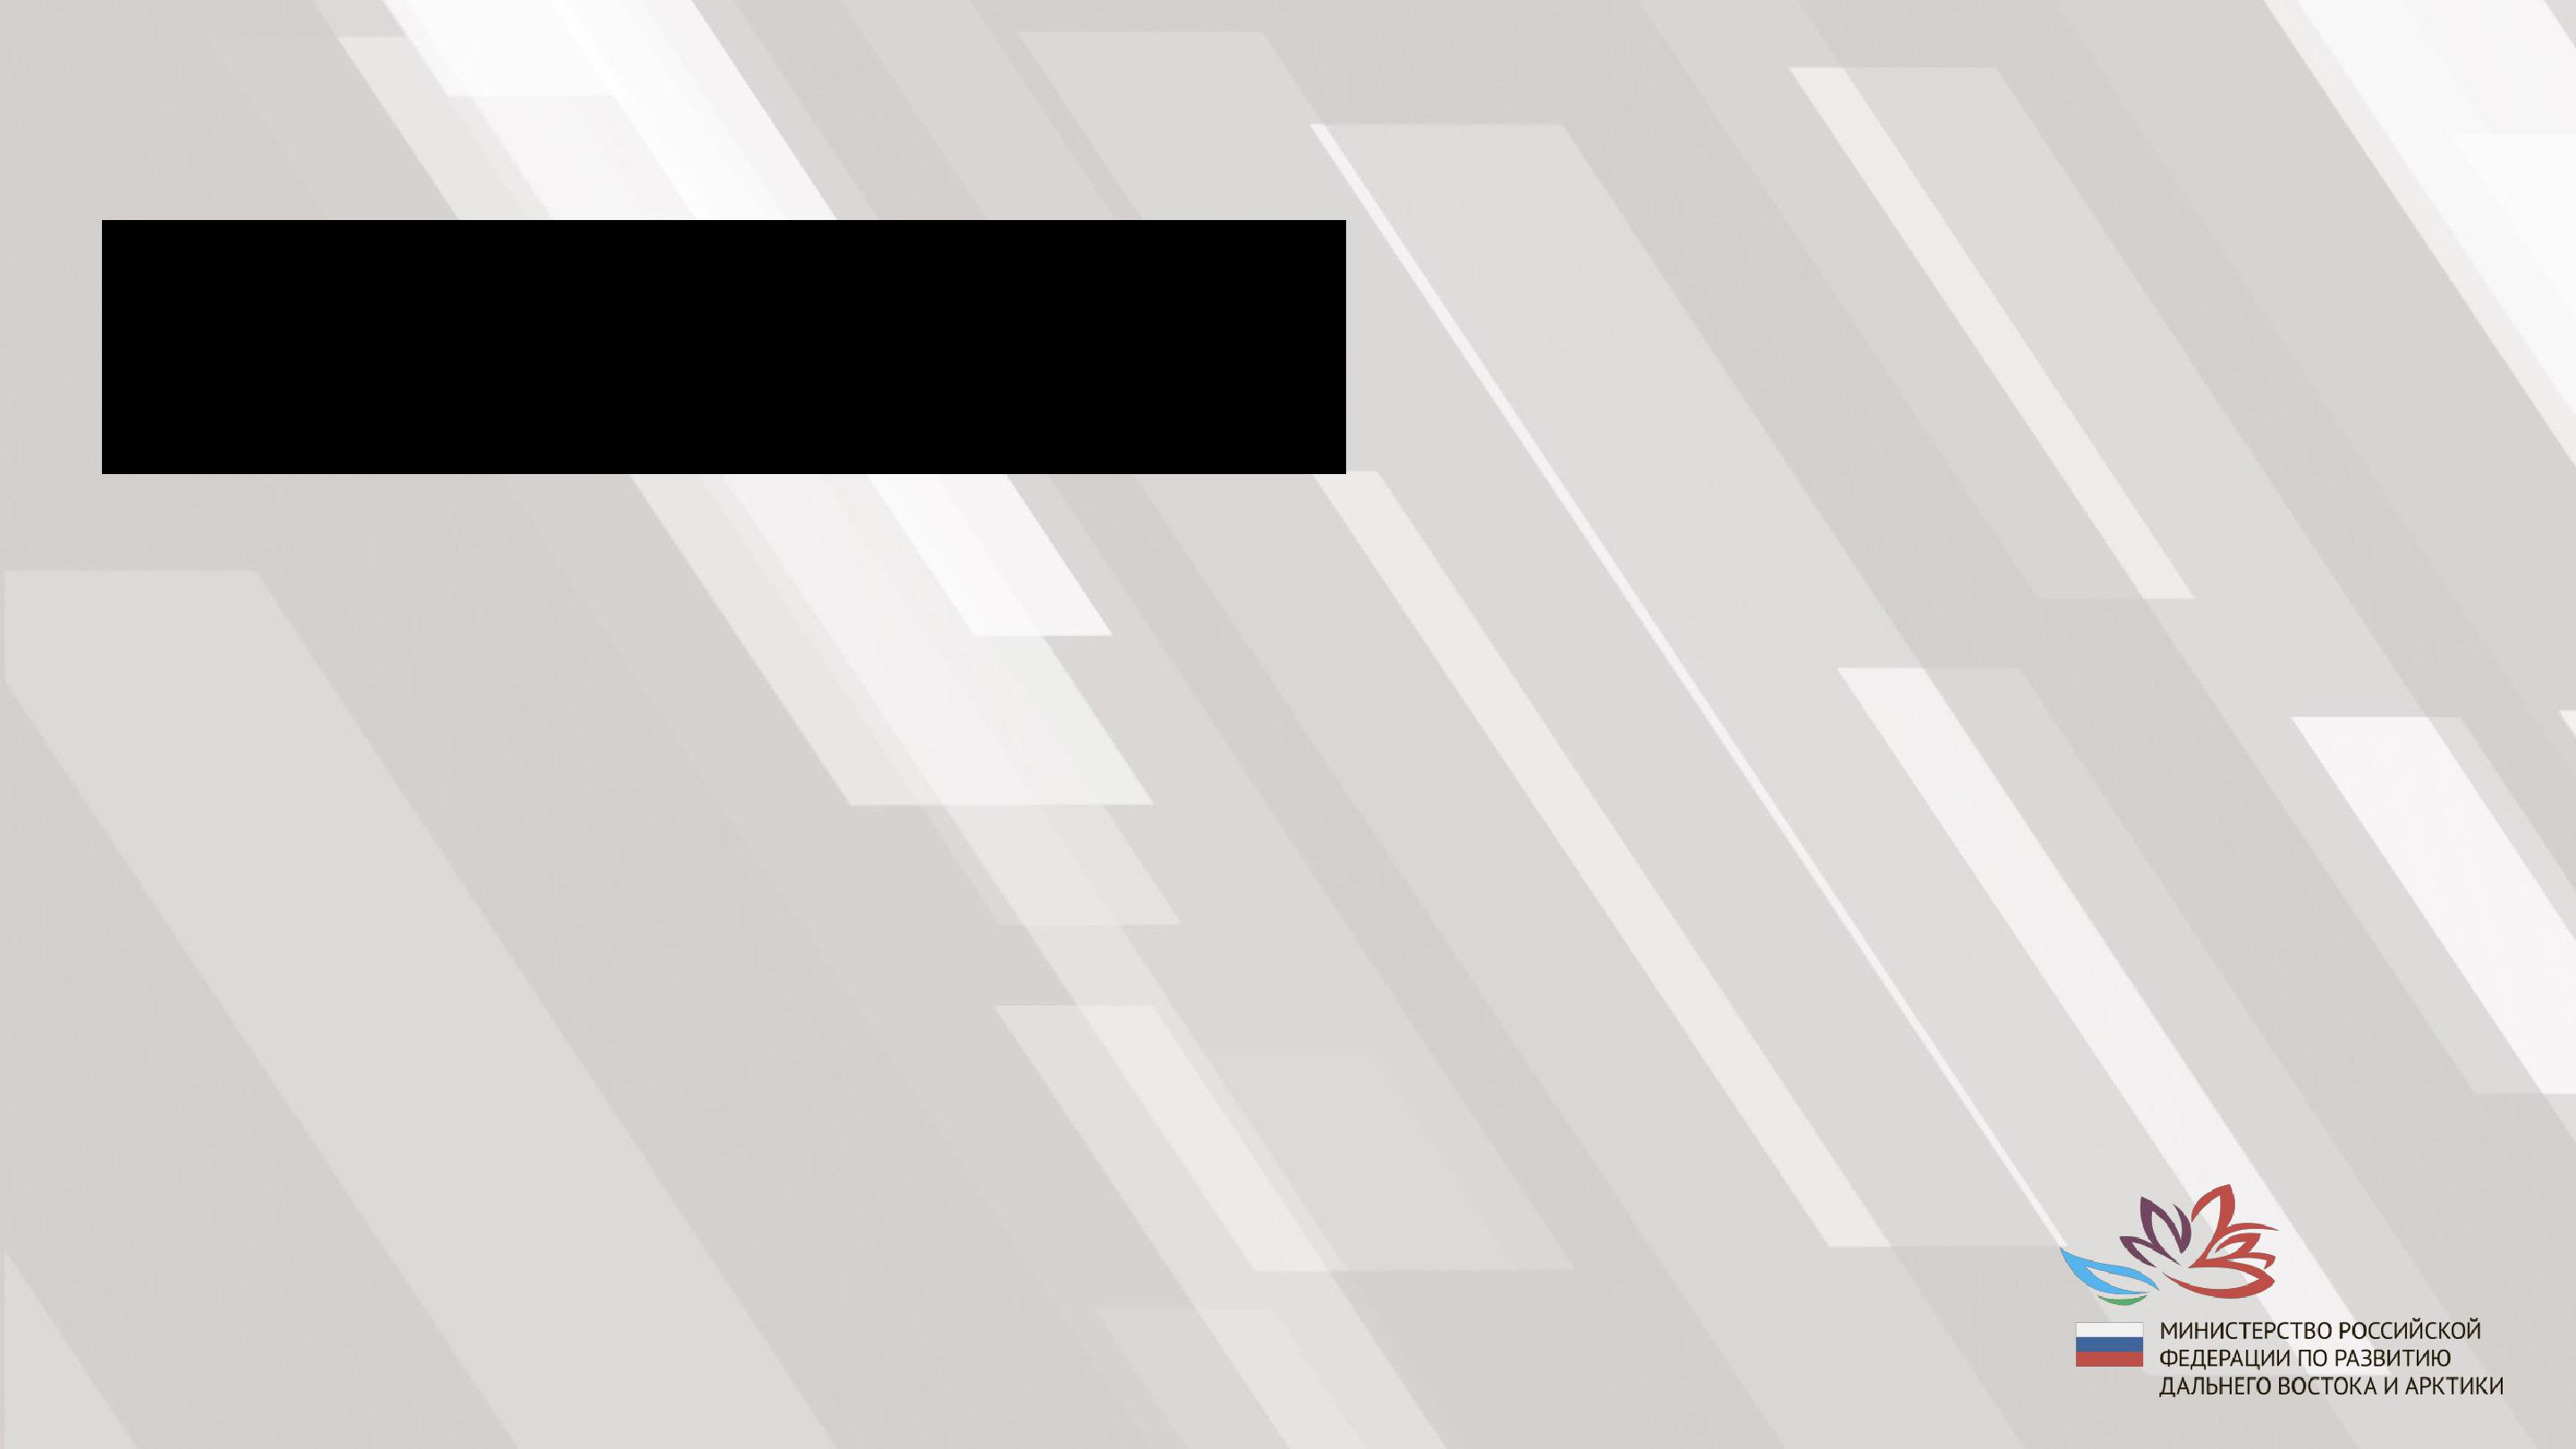 МИНИСТЕРСТВО РОССИЙСКОЙ
ФЕДЕРАЦИИ ПО РАЗВИТИЮ
ДАЛЬНЕГО ВОСТОКА И АРКТИКИ